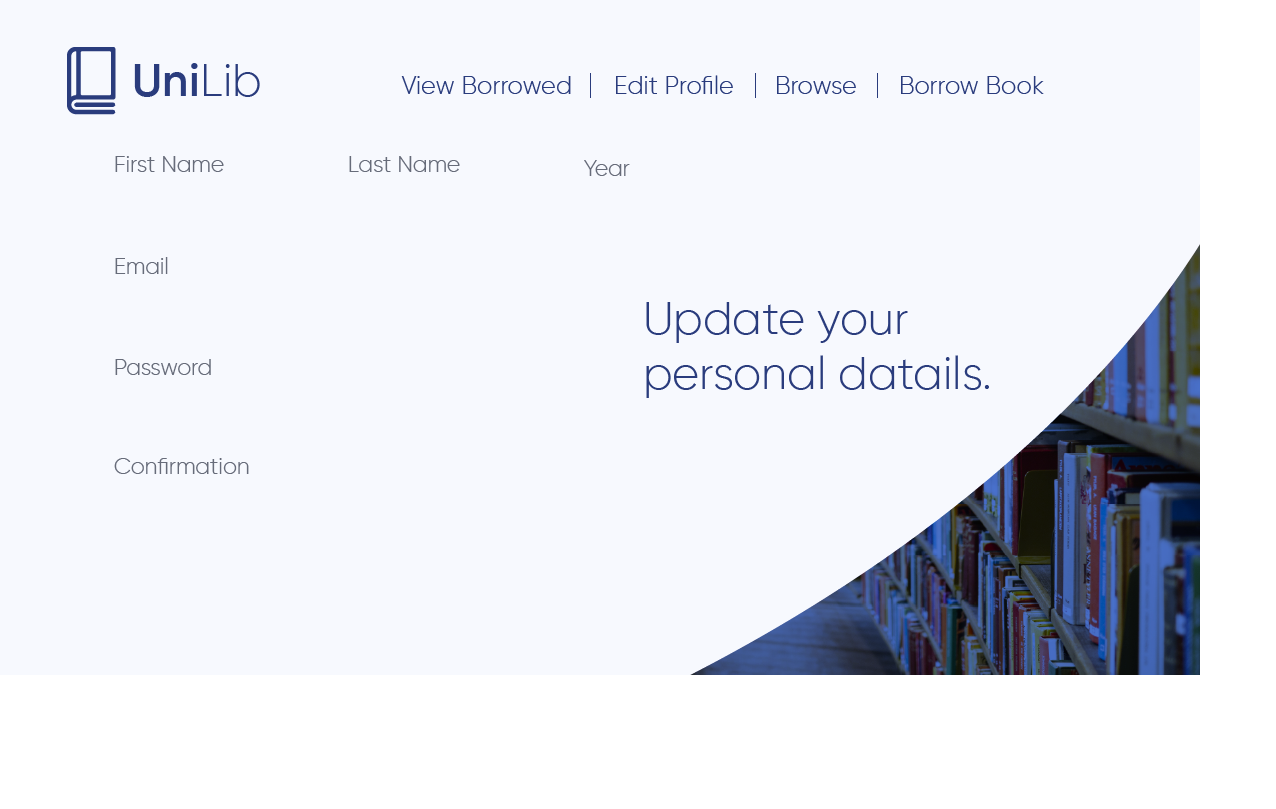 UniLib
View Borrowed | Edit Profile | Browse | Borrow Book
First Name Last Name Year
Email
Update your
personal datails.
Password
Confirmation